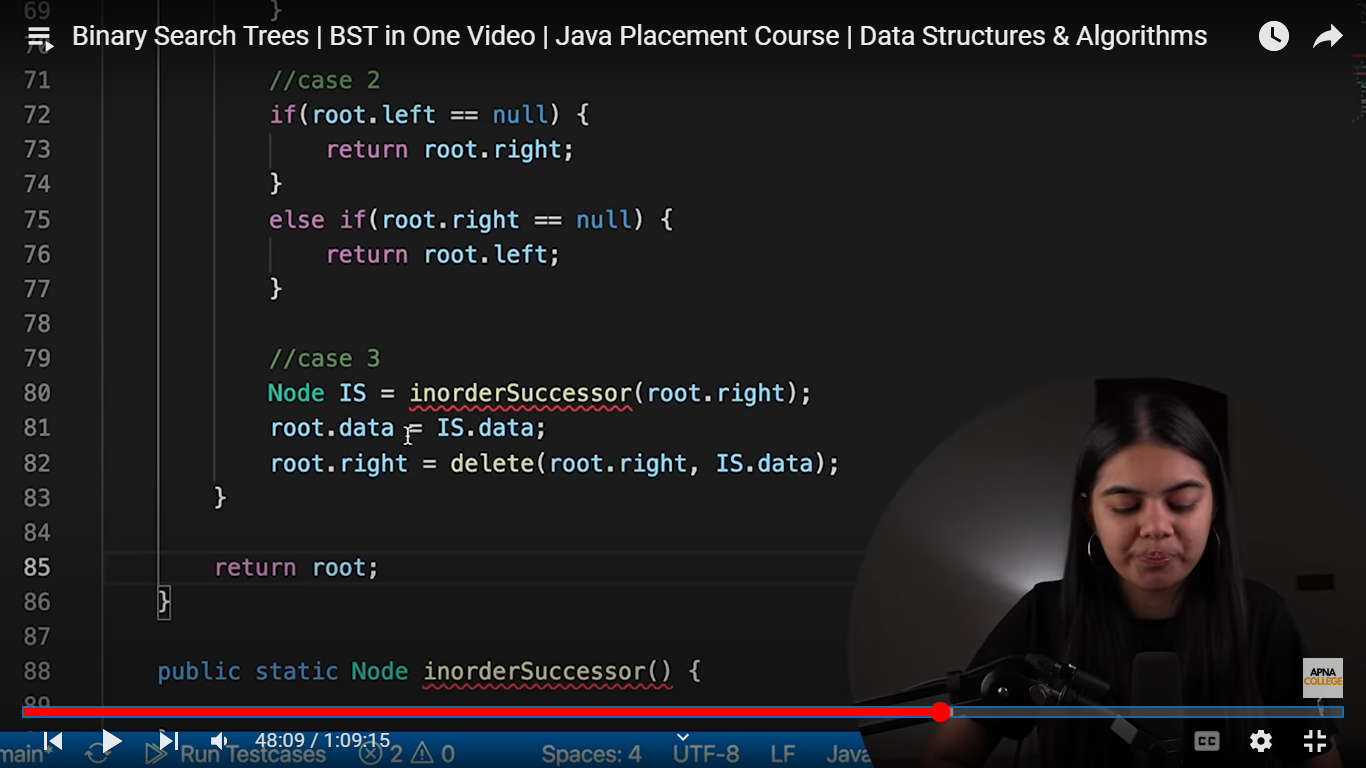 69 }
Binary Search Trees | BST in One Video | Java Placement Course | Data Structures & Algorithms
71 //case 2
72 if(root.left == null) {
73 return root.right;
74 }
75 else if(root.right == null) {
76 return root.left;
77 }
78
79 //case 3
80 Node IS = inorderSuccessor(root.right);
81 root.data = IS.data;
82 root.right = delete(root.right, IS.data);
83 }
84
85 return root;
86 }
87
88 public static Node inorderSuccessor() {
89
APNA
COLLEGE
48:09 / 1:09:15
CC
main* Run Testcases 2 0 Spaces: 4 UTF-8 LF Java